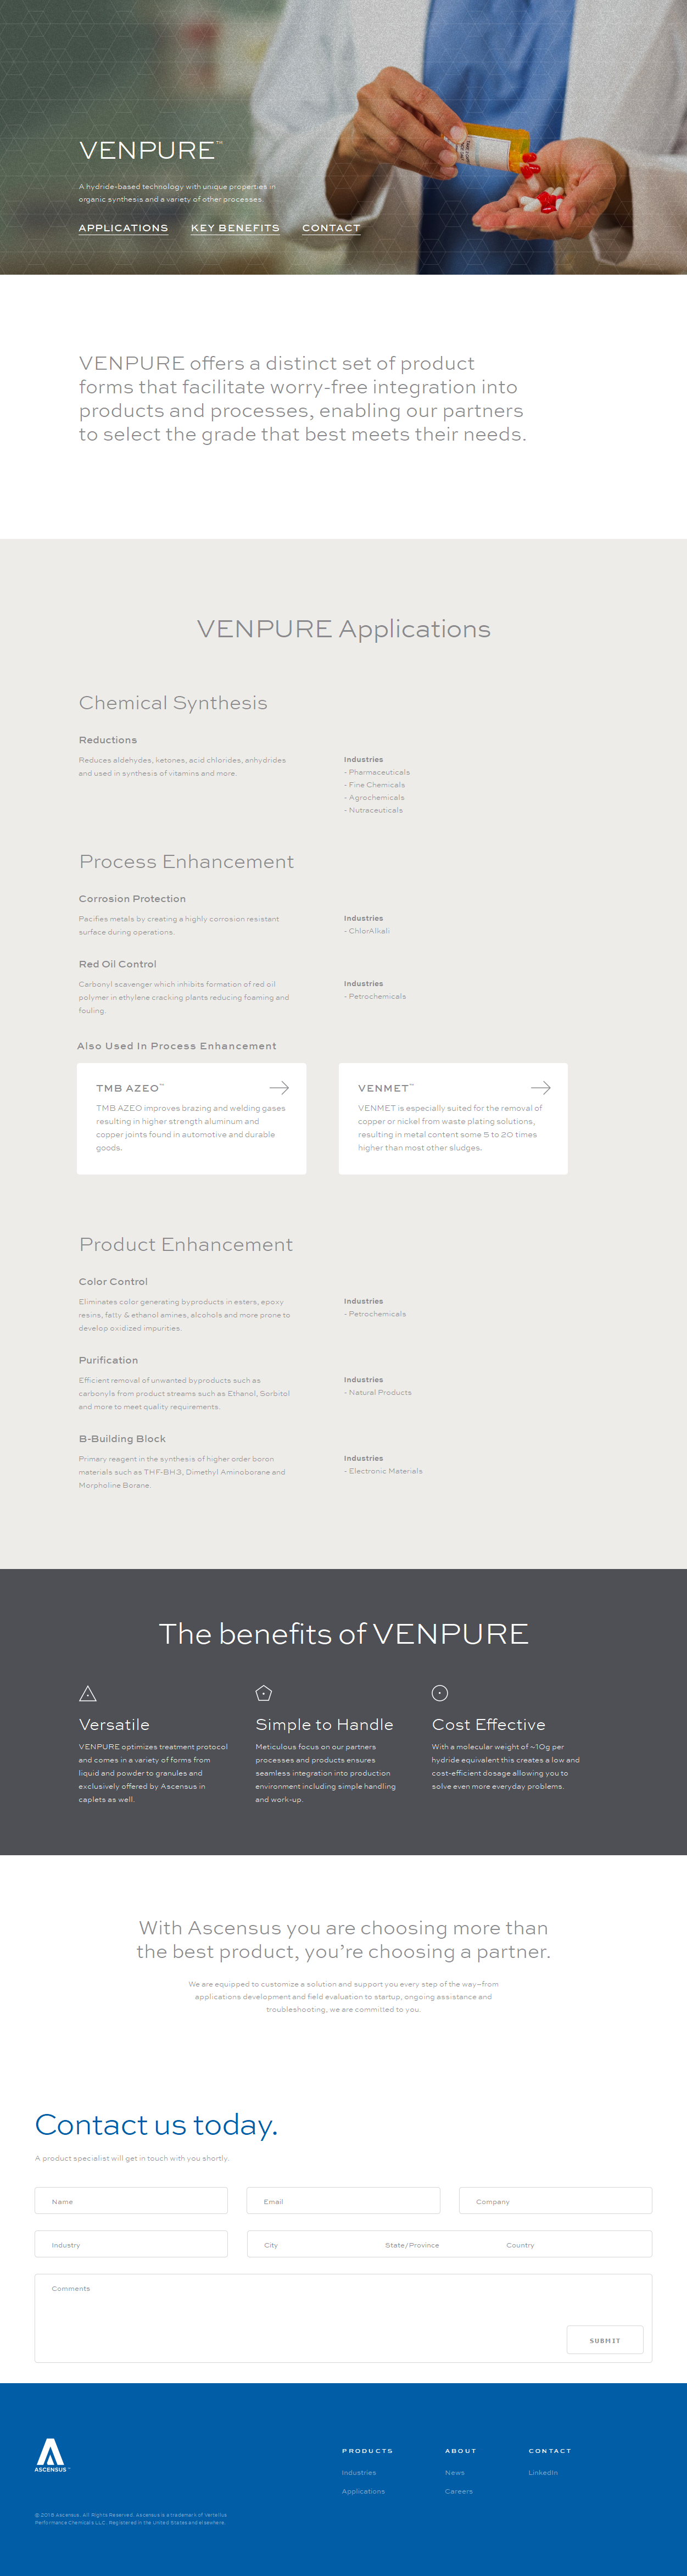 VENPURE™
A hydride-based technology with unique properties in
organic synthesis and a variety of other processes.
APPLICATIONS KEY BENEFITS CONTACT
VENPURE offers a distinct set of product
forms that facilitate worry-free integration into
products and processes, enabling our partners
to select the grade that best meets their needs.
VENPURE Applications
Chemical Synthesis
Reductions
Reduces aldehydes, ketones, acid chlorides, anhydrides
and used in synthesis of vitamins and more.
Industries
- Pharmaceuticals
- Fine Chemicals
- Agrochemicals
- Nutraceuticals
Process Enhancement
Corrosion Protection
Pacifies metals by creating a highly corrosion resistant
surface during operations.
Industries
- ChlorAlkali
Red Oil Control
Carbonyl scavenger which inhibits formation of red oil
polymer in ethylene cracking plants reducing foaming and
fouling.
Industries
- Petrochemicals
Also Used In Process Enhancement
TMB AZEO™
TMB AZEO improves brazing and welding gases
resulting in higher strength aluminum and
copper joints found in automotive and durable
goods.
VENMET™
VENMET is especially suited for the removal of
copper or nickel from waste plating solutions,
resulting in metal content some 5 to 20 times
higher than most other sludges.
Product Enhancement
Color Control
Eliminates color generating byproducts in esters, epoxy
resins, fatty & ethanol amines, alcohols and more prone to
develop oxidized impurities.
Industries
- Petrochemicals
Purification
Efficient removal of unwanted byproducts such as
carbonyls from product streams such as Ethanol, Sorbitol
and more to meet quality requirements.
Industries
- Natural Products
B-Building Block
Primary reagent in the synthesis of higher order boron
materials such as THF-BH3, Dimethyl Aminoborane and
Morpholine Borane.
Industries
- Electronic Materials
The benefits of VENPURE
Versatile
VENPURE optimizes treatment protocol
and comes in a variety of forms from
liquid and powder to granules and
exclusively offered by Ascensus in
caplets as well.
Simple to Handle
Meticulous focus on our partners
processes and products ensures
seamless integration into production
environment including simple handling
and work-up.
Cost Effective
With a molecular weight of ~10g per
hydride equivalent this creates a low and
cost-efficient dosage allowing you to
solve even more everyday problems.
With Ascensus you are choosing more than
the best product, you're choosing a partner.
We are equipped to customize a solution and support you every step of the way—from
applications development and field evaluation to startup, ongoing assistance and
troubleshooting, we are committed to you.
Contact us today.
A product specialist will get in touch with you shortly.
Name Email Company
Industry City State/Province Country
Comments
SUBMIT
ASCENSUS
PRODUCTS ABOUT CONTACT
Industries News LinkedIn
Applications Careers
© 2018 Ascensus. All Rights Reserved. Ascensus is a trademark of Vertellus
Performance Chemicals LLC. Registered in the United States and elsewhere.